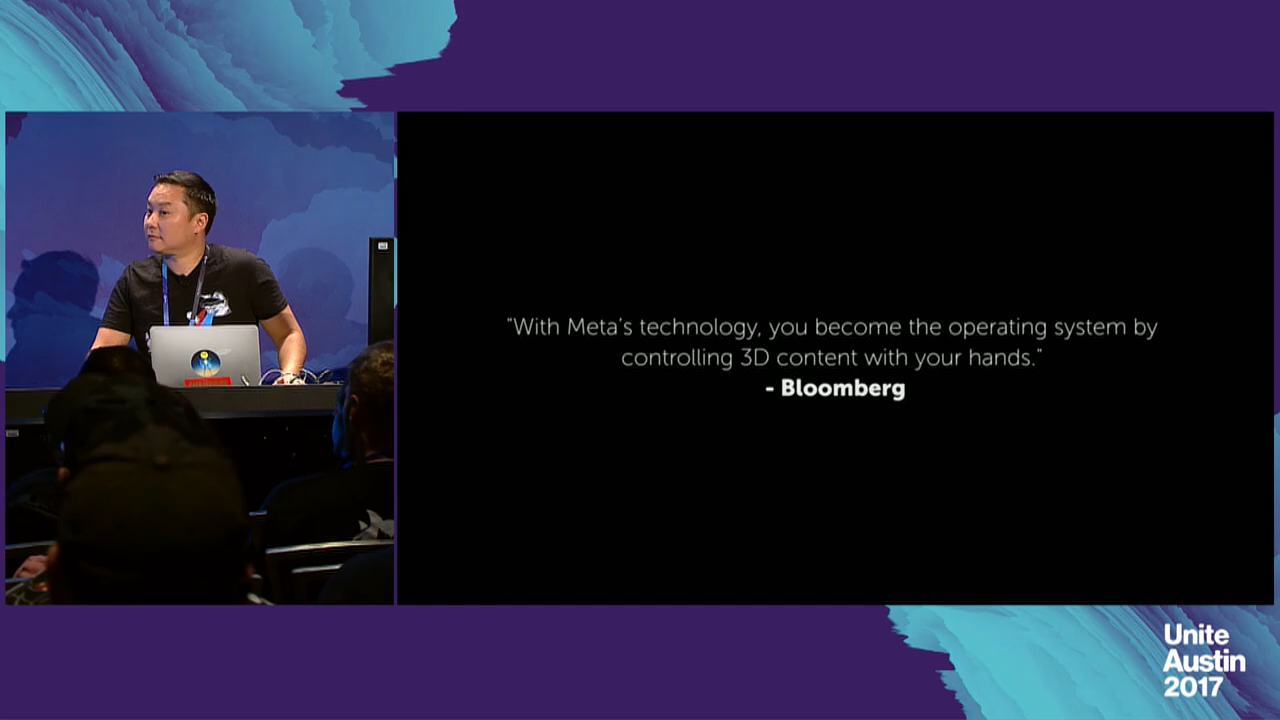 "With Meta's technology, you become the operating system by
controlling 3D content with your hands."
- Bloomberg
Unite
Austin
2017